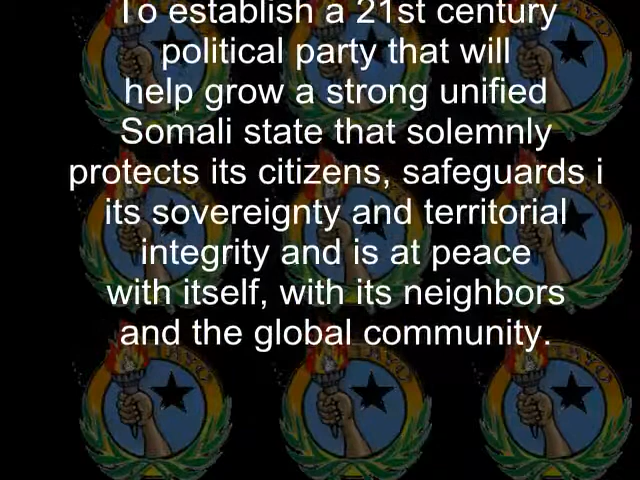 To establish a 21st century
political party that will
help grow a strong unified
Somali state that solemnly
protects its citizens, safeguards i
its sovereignty and territorial
integrity and is at peace
with itself, with its neighbors
and the global community.